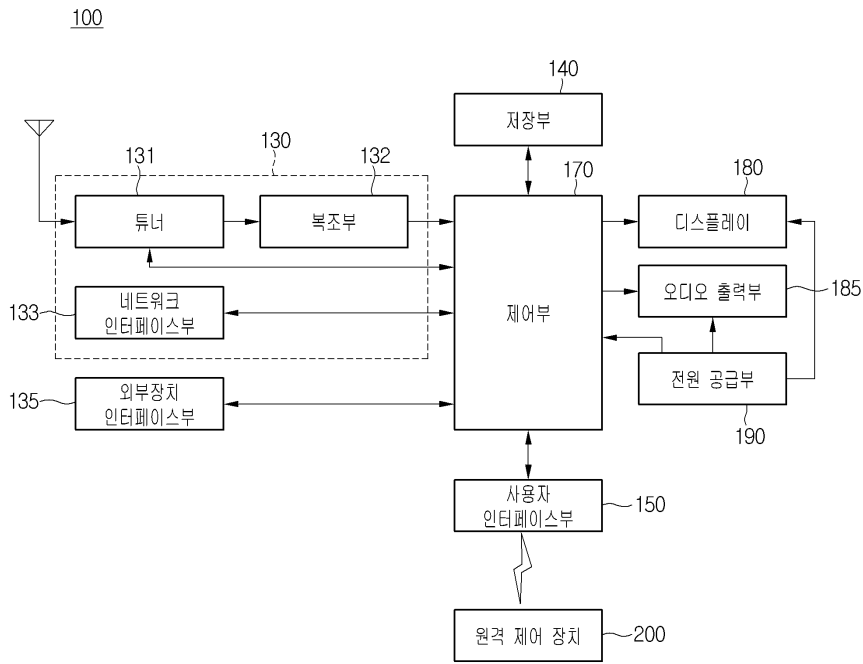 100
140
저장부
130
131
132
170
180
튜너
복조부
디스플레이
오디오 출력부
185
133
네트워크
인터페이스부
제어부
전원 공급부
190
135
외부장치
인터페이스부
사용자
인터페이스부
150
원격 제어 장치
200